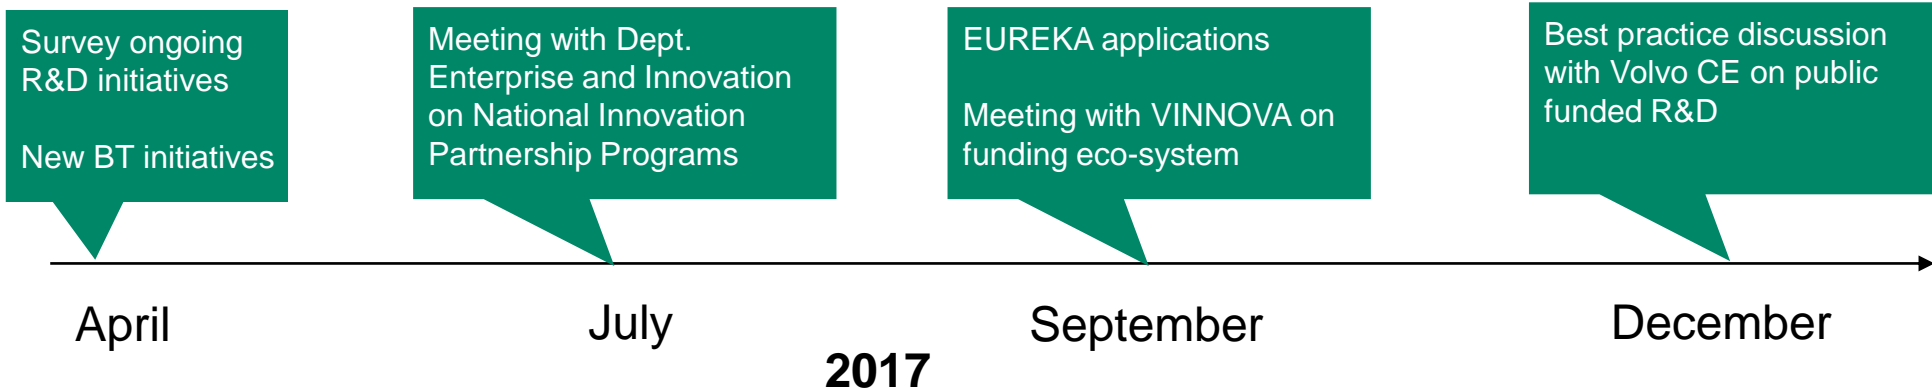 Survey ongoing
R&D initiatives
New BT initiatives
Meeting with Dept.
Enterprise and Innovation
on National Innovation
Partnership Programs
EUREKA applications
Meeting with VINNOVA on
funding eco-system
Best practice discussion
with Volvo CE on public
funded R&D
April
July
September
December
2017